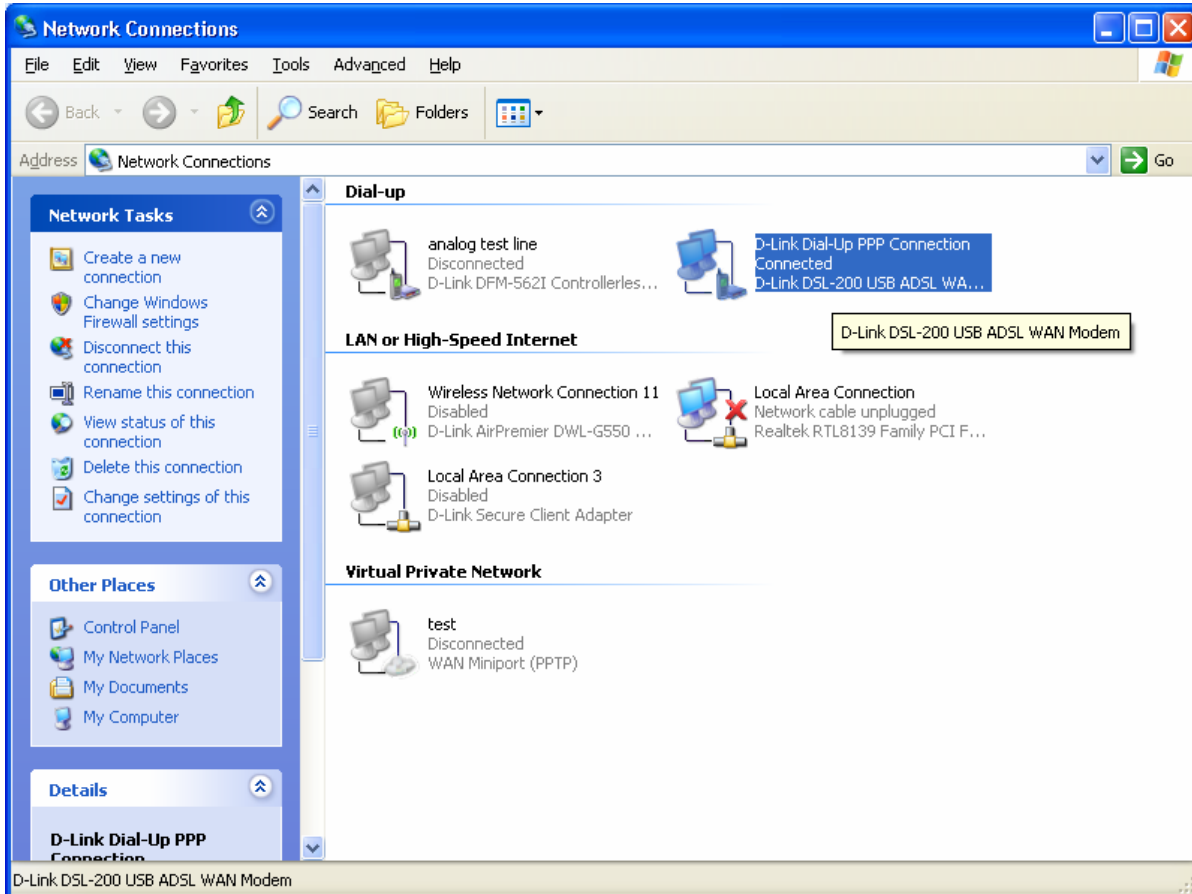 Network Connections
File Edit View Favorites Tools Advanced Help
Back Search Folders
Address Network Connections Go
Network Tasks
Create a new
connection
Change Windows
Firewall settings
Disconnect this
connection
Rename this connection
View status of this
connection
Delete this connection
Change settings of this
connection
Other Places
Control Panel
My Network Places
My Documents
My Computer
Details
D-Link Dial-Up PPP
Connection
Dial-up
analog test line
Disconnected
D-Link DFM-562I Controllerles...
D-Link Dial-Up PPP Connection
Connected
D-Link DSL-200 USB ADSL WA...
D-Link DSL-200 USB ADSL WAN Modem
LAN or High-Speed Internet
Wireless Network Connection 11
Disabled
D-Link AirPremier DWL-G550 ...
Local Area Connection
Network cable unplugged
Realtek RTL8139 Family PCI F...
Local Area Connection 3
Disabled
D-Link Secure Client Adapter
Virtual Private Network
test
Disconnected
WAN Miniport (PPTP)
D-Link DSL-200 USB ADSL WAN Modem